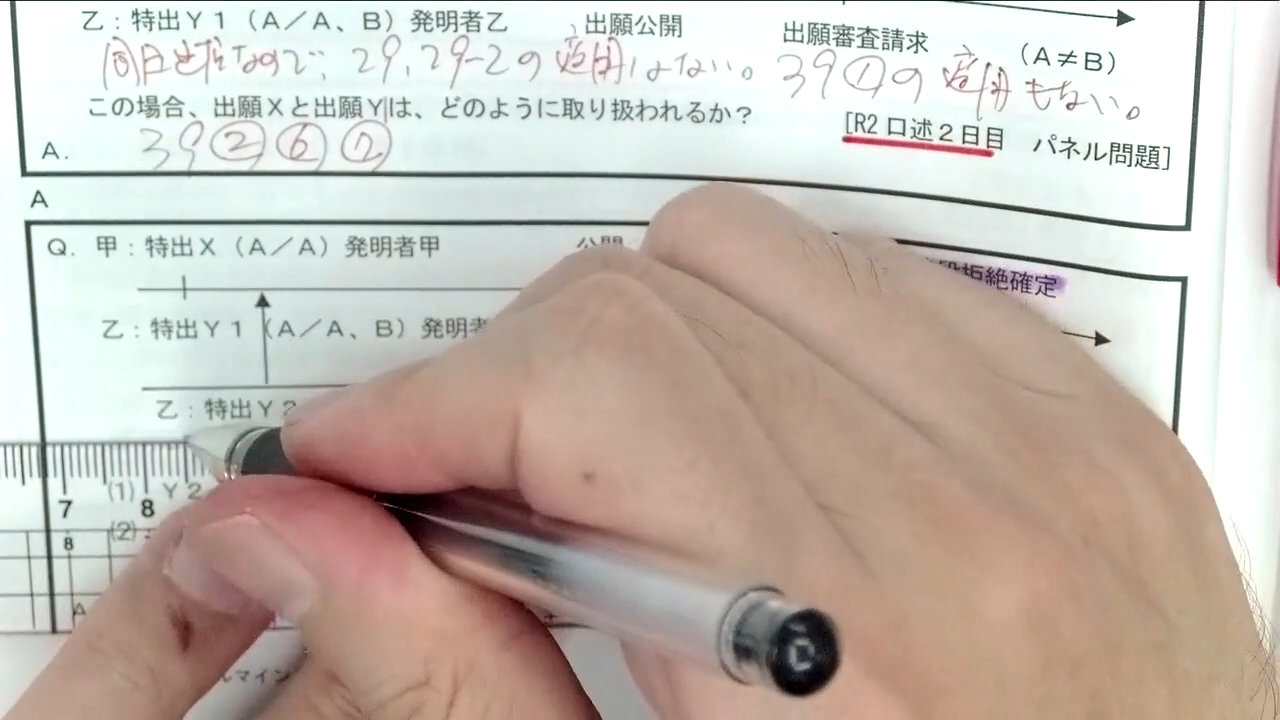 乙：特出Ｙ１（Ａ／Ａ、Ｂ）発明者乙 出願公開 出願審査請求 （Ａ≠Ｂ）
同日出願なので、29, 29-2の適用はない。39①の適用もない。
この場合、出願Ｘと出願Ｙは、どのように取り扱われるか？
[R2 口述２日目 パネル問題]
A. 39②⑥⑦
A
Q. 甲：特出Ｘ（Ａ／Ａ）発明者甲 公開 拒絶確定
乙：特出Ｙ１（Ａ／Ａ、Ｂ）発明者
乙：特出Ｙ２
(1) Ｙ２
7 8
(2)
8
A
ルマイン